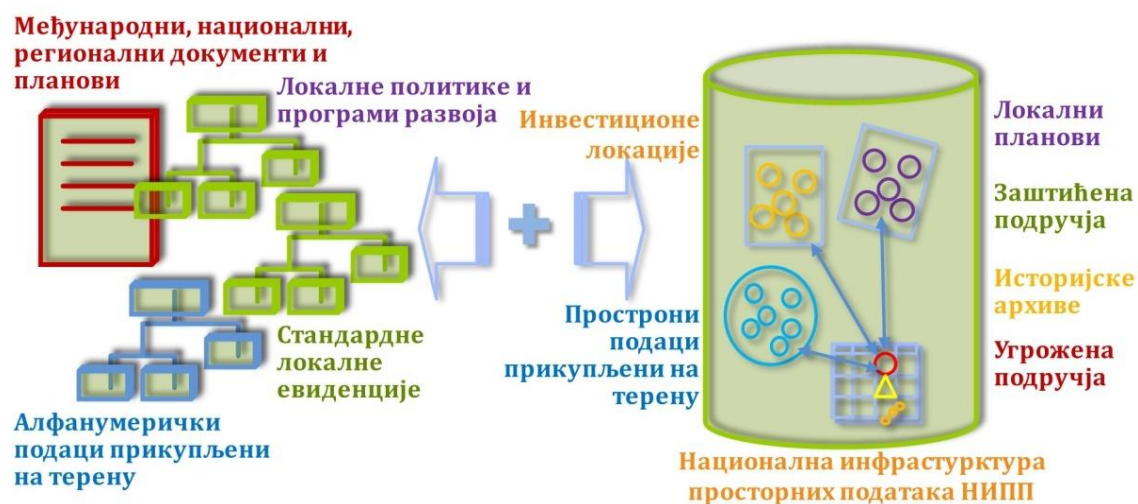 Међународни, национални,
регионални документи и
планови
Локалне политике и
програми развоја
Стандардне
локалне
евиденције
Алфанумерички
подаци прикупљени
на терену
Инвестиционе
локације
Прострони
подаци
прикупљени на
терену
Локални
планови
Заштићена
подручја
Историјске
архиве
Угрожена
подручја
Национална инфрастурктура
просторних података НИПП